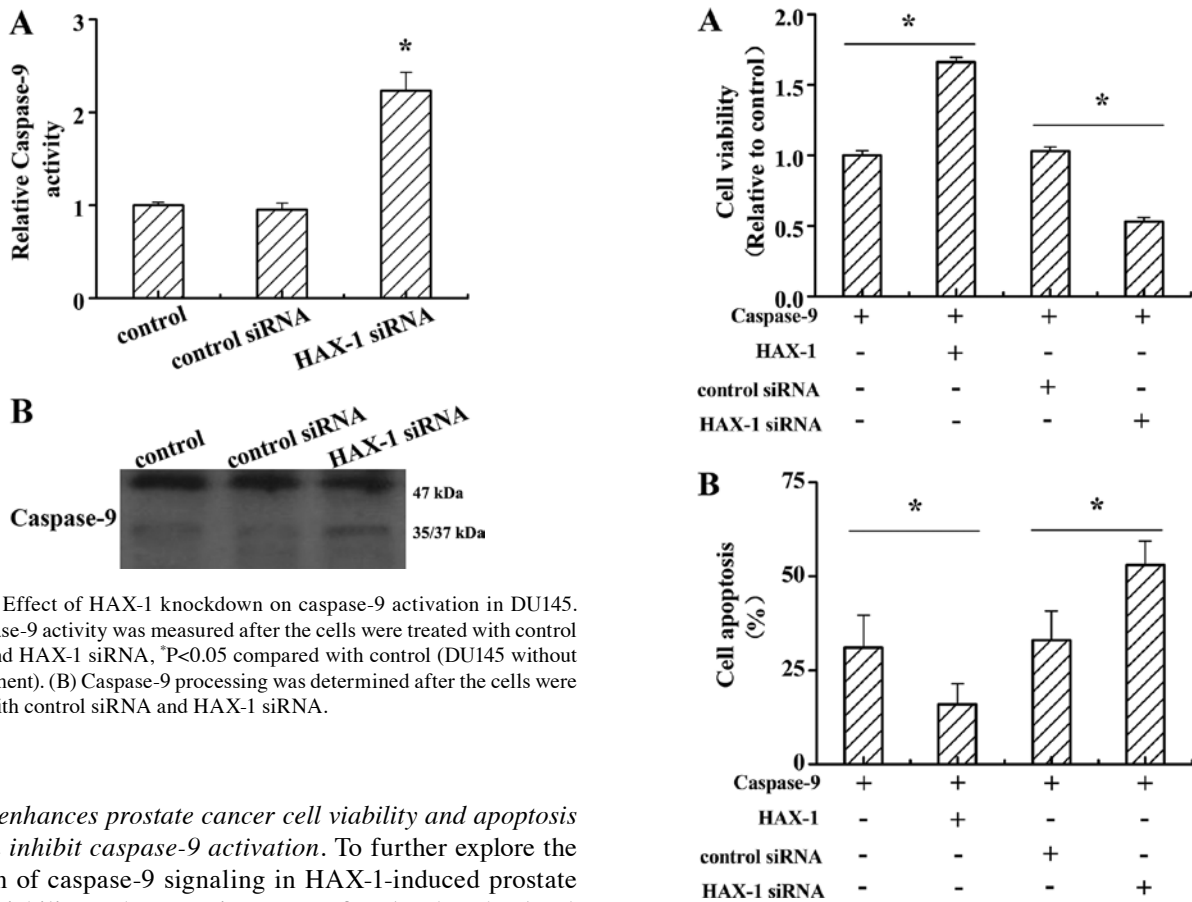 A
3
2
1
0
Relative Caspase-9
activity
*
control
control siRNA
HAX-1 siRNA
B
control
control siRNA
HAX-1 siRNA
Caspase-9
47 kDa
35/37 kDa
Effect of HAX-1 knockdown on caspase-9 activation in DU145.
se-9 activity was measured after the cells were treated with control
nd HAX-1 siRNA, *P<0.05 compared with control (DU145 without
ment). (B) Caspase-9 processing was determined after the cells were
ith control siRNA and HAX-1 siRNA.
enhances prostate cancer cell viability and apoptosis
inhibit caspase-9 activation. To further explore the
n of caspase-9 signaling in HAX-1-induced prostate
A
2.0
1.5
1.0
0.5
0.0
Cell viability
(Relative to control)
*
*
Caspase-9 + + + +
HAX-1 - + - -
control siRNA - - + -
HAX-1 siRNA - - - +
B
75
50
25
0
Cell apoptosis
(%)
*
*
Caspase-9 + + + +
HAX-1 - + - -
control siRNA - - + -
HAX-1 siRNA - - - +